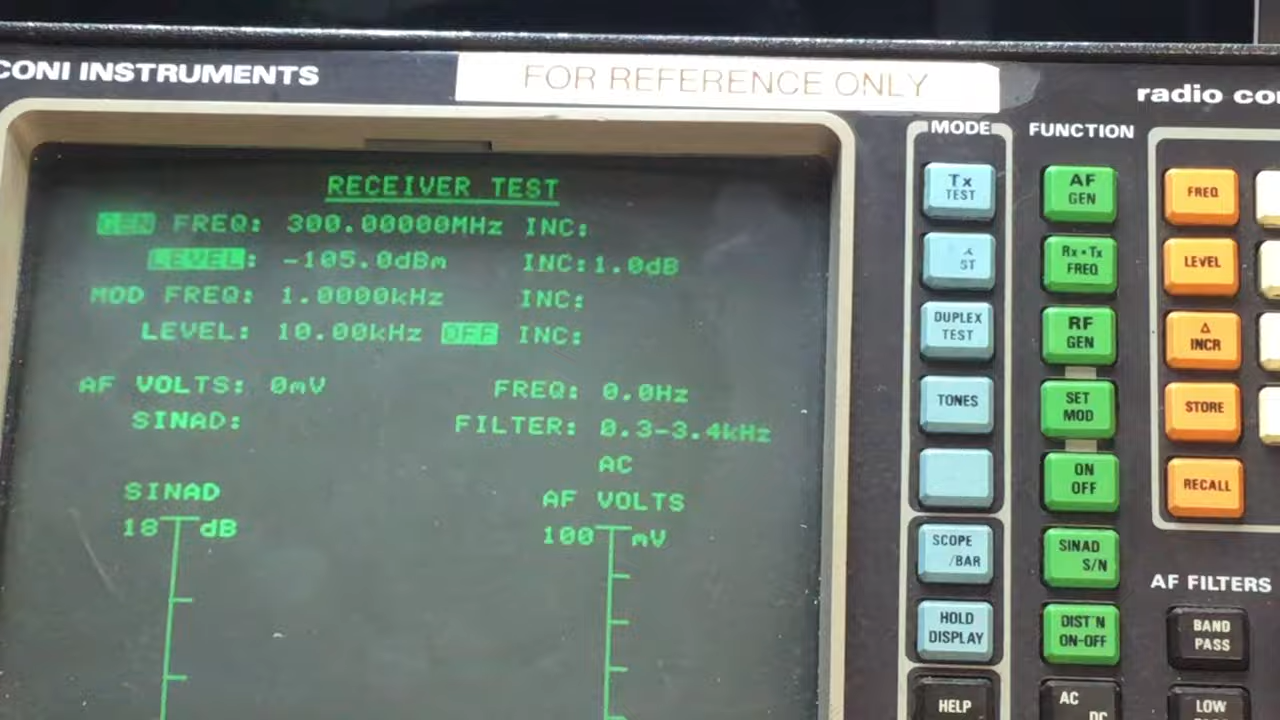 CONI INSTRUMENTS
FOR REFERENCE ONLY
radio co
RECEIVER TEST
GEN FREQ: 300.00000MHz INC:
LEVEL: -105.0dBm INC:1.0dB
MOD FREQ: 1.0000kHz INC:
LEVEL: 10.00kHz OFF INC:
AF VOLTS: 0mV FREQ: 0.0Hz
SINAD: FILTER: 0.3-3.4kHz
AC
SINAD AF VOLTS
18 dB 100 mV
MODE
Tx
TEST
ST
DUPLEX
TEST
TONES
SCOPE
/BAR
HOLD
DISPLAY
HELP
FUNCTION
AF
GEN
Rx=Tx
FREQ
RF
GEN
SET
MOD
ON
OFF
SINAD
S/N
DIST'N
ON-OFF
AC
DC
FREQ
LEVEL
Δ
INCR
STORE
RECALL
AF FILTERS
BAND
PASS
LOW